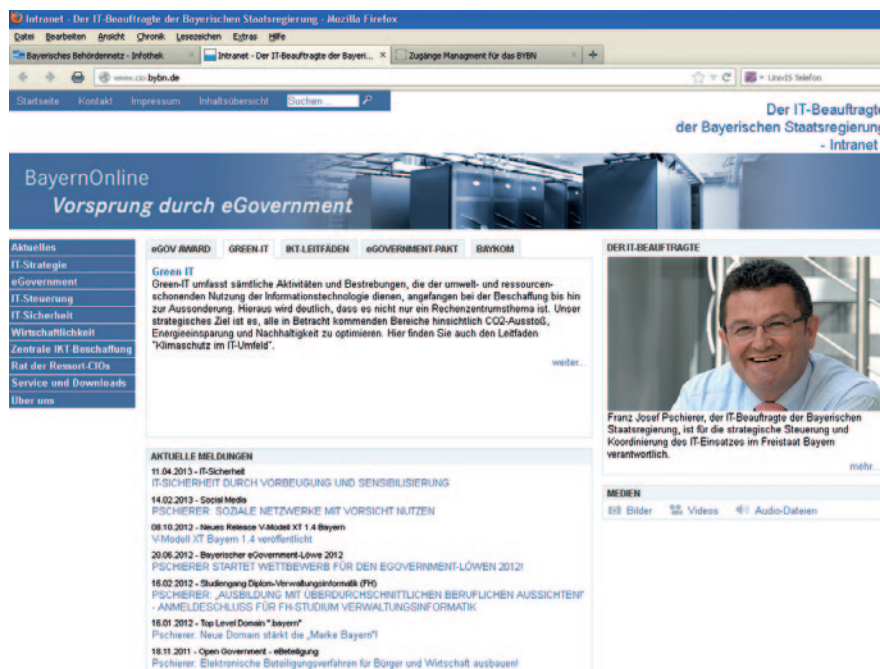 Intranet - Der IT-Beauftragte der Bayerischen Staatsregierung - Mozilla Firefox
Datei Bearbeiten Ansicht Chronik Lesezeichen Extras Hilfe
Bayerisches Behördennetz - Infothek × Intranet - Der IT-Beauftragte der Bayeri... × Zugänge Managment für das BYBN × +
www.cio.bybn.de UnivIS Telefon
Startseite Kontakt Impressum Inhaltsübersicht Suchen...
Der IT-Beauftragte
der Bayerischen Staatsregierung
- Intranet
BayernOnline
Vorsprung durch eGovernment
Aktuelles
IT-Strategie
eGovernment
IT-Steuerung
IT-Sicherheit
Wirtschaftlichkeit
Zentrale IKT-Beschaffung
Rat der Ressort-CIOs
Service und Downloads
Über uns
eGOV AWARD GREEN-IT IKT-LEITFÄDEN eGOVERNMENT-PAKT BAYKOM
Green IT
Green-IT umfasst sämtliche Aktivitäten und Bestrebungen, die der umwelt- und ressourcen-
schonenden Nutzung der Informationstechnologie dienen, angefangen bei der Beschaffung bis hin
zur Aussonderung. Hieraus wird deutlich, dass es nicht nur ein Rechenzentrumsthema ist. Unser
strategisches Ziel ist es, alle in Betracht kommenden Bereiche hinsichtlich CO2-Ausstoß,
Energieeinsparung und Nachhaltigkeit zu optimieren. Hier finden Sie auch den Leitfaden
"Klimaschutz im IT-Umfeld".
weiter...
AKTUELLE MELDUNGEN
11.04.2013 - IT-Sicherheit
IT-SICHERHEIT DURCH VORBEUGUNG UND SENSIBILISIERUNG
14.02.2013 - Social Media
PSCHIERER: SOZIALE NETZWERKE MIT VORSICHT NUTZEN
08.10.2012 - Neues Release V-Modell XT 1.4 Bayern
V-Modell XT Bayern 1.4 veröffentlicht
20.06.2012 - Bayerischer eGovernment-Löwe 2012
PSCHIERER STARTET WETTBEWERB FÜR DEN EGOVERNMENT-LÖWEN 2012!
16.02.2012 - Studiengang Diplom-Verwaltungsinformatik (FH)
PSCHIERER: „AUSBILDUNG MIT ÜBERDURCHSCHNITTLICHEN BERUFLICHEN AUSSICHTEN"
- ANMELDESCHLUSS FÜR FH-STUDIUM VERWALTUNGSINFORMATIK
16.01.2012 - Top Level Domain ".bayern"
Pschierer: Neue Domain stärkt die „Marke Bayern"!
18.11.2011 - Open Government - eBeteiligung
Pschierer: Elektronische Beteiligungsverfahren für Bürger und Wirtschaft ausbauen!
DER IT-BEAUFTRAGTE
Franz Josef Pschierer, der IT-Beauftragte der Bayerischen
Staatsregierung, ist für die strategische Steuerung und
Koordinierung des IT-Einsatzes im Freistaat Bayern
verantwortlich.
mehr...
MEDIEN
Bilder Videos Audio-Dateien